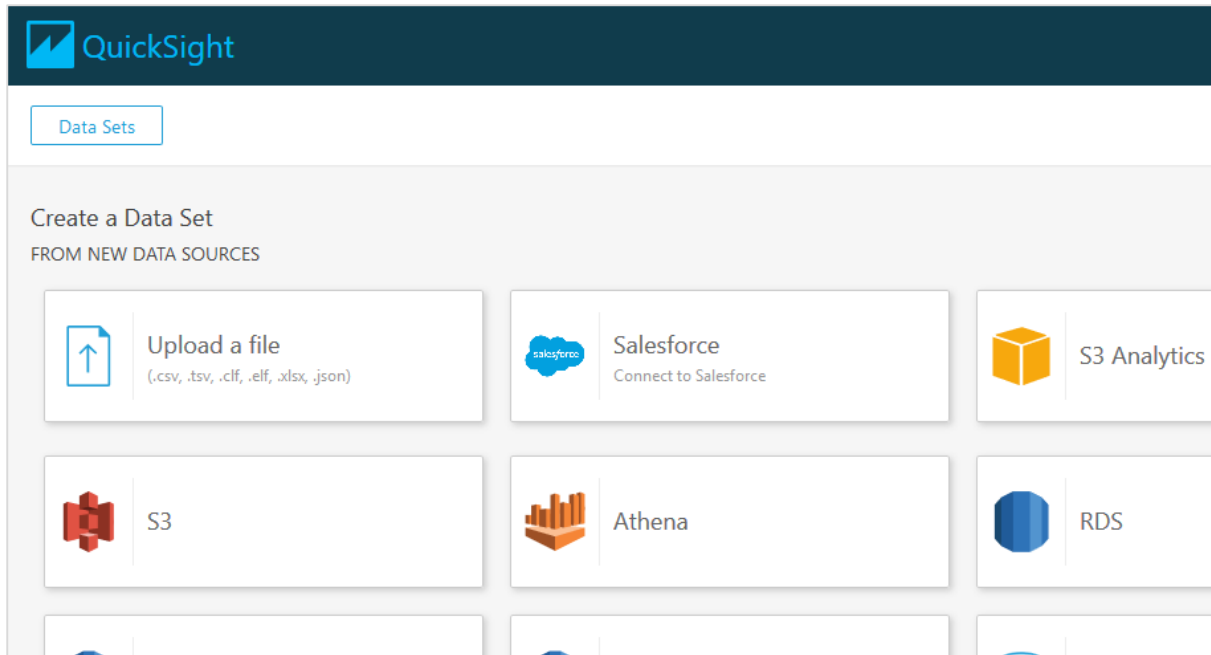 QuickSight
Data Sets
Create a Data Set
FROM NEW DATA SOURCES
Upload a file
(.csv, .tsv, .clf, .elf, .xlsx, .json)
salesforce
Salesforce
Connect to Salesforce
S3 Analytics
S3
Athena
RDS